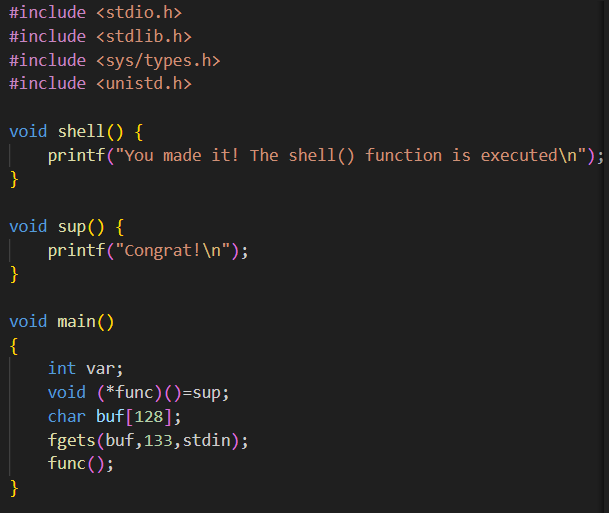 #include <stdio.h>
#include <stdlib.h>
#include <sys/types.h>
#include <unistd.h>

void shell() {
    printf("You made it! The shell() function is executed\n");
}

void sup() {
    printf("Congrat!\n");
}

void main()
{
    int var;
    void (*func)()=sup;
    char buf[128];
    fgets(buf,133,stdin);
    func();
}